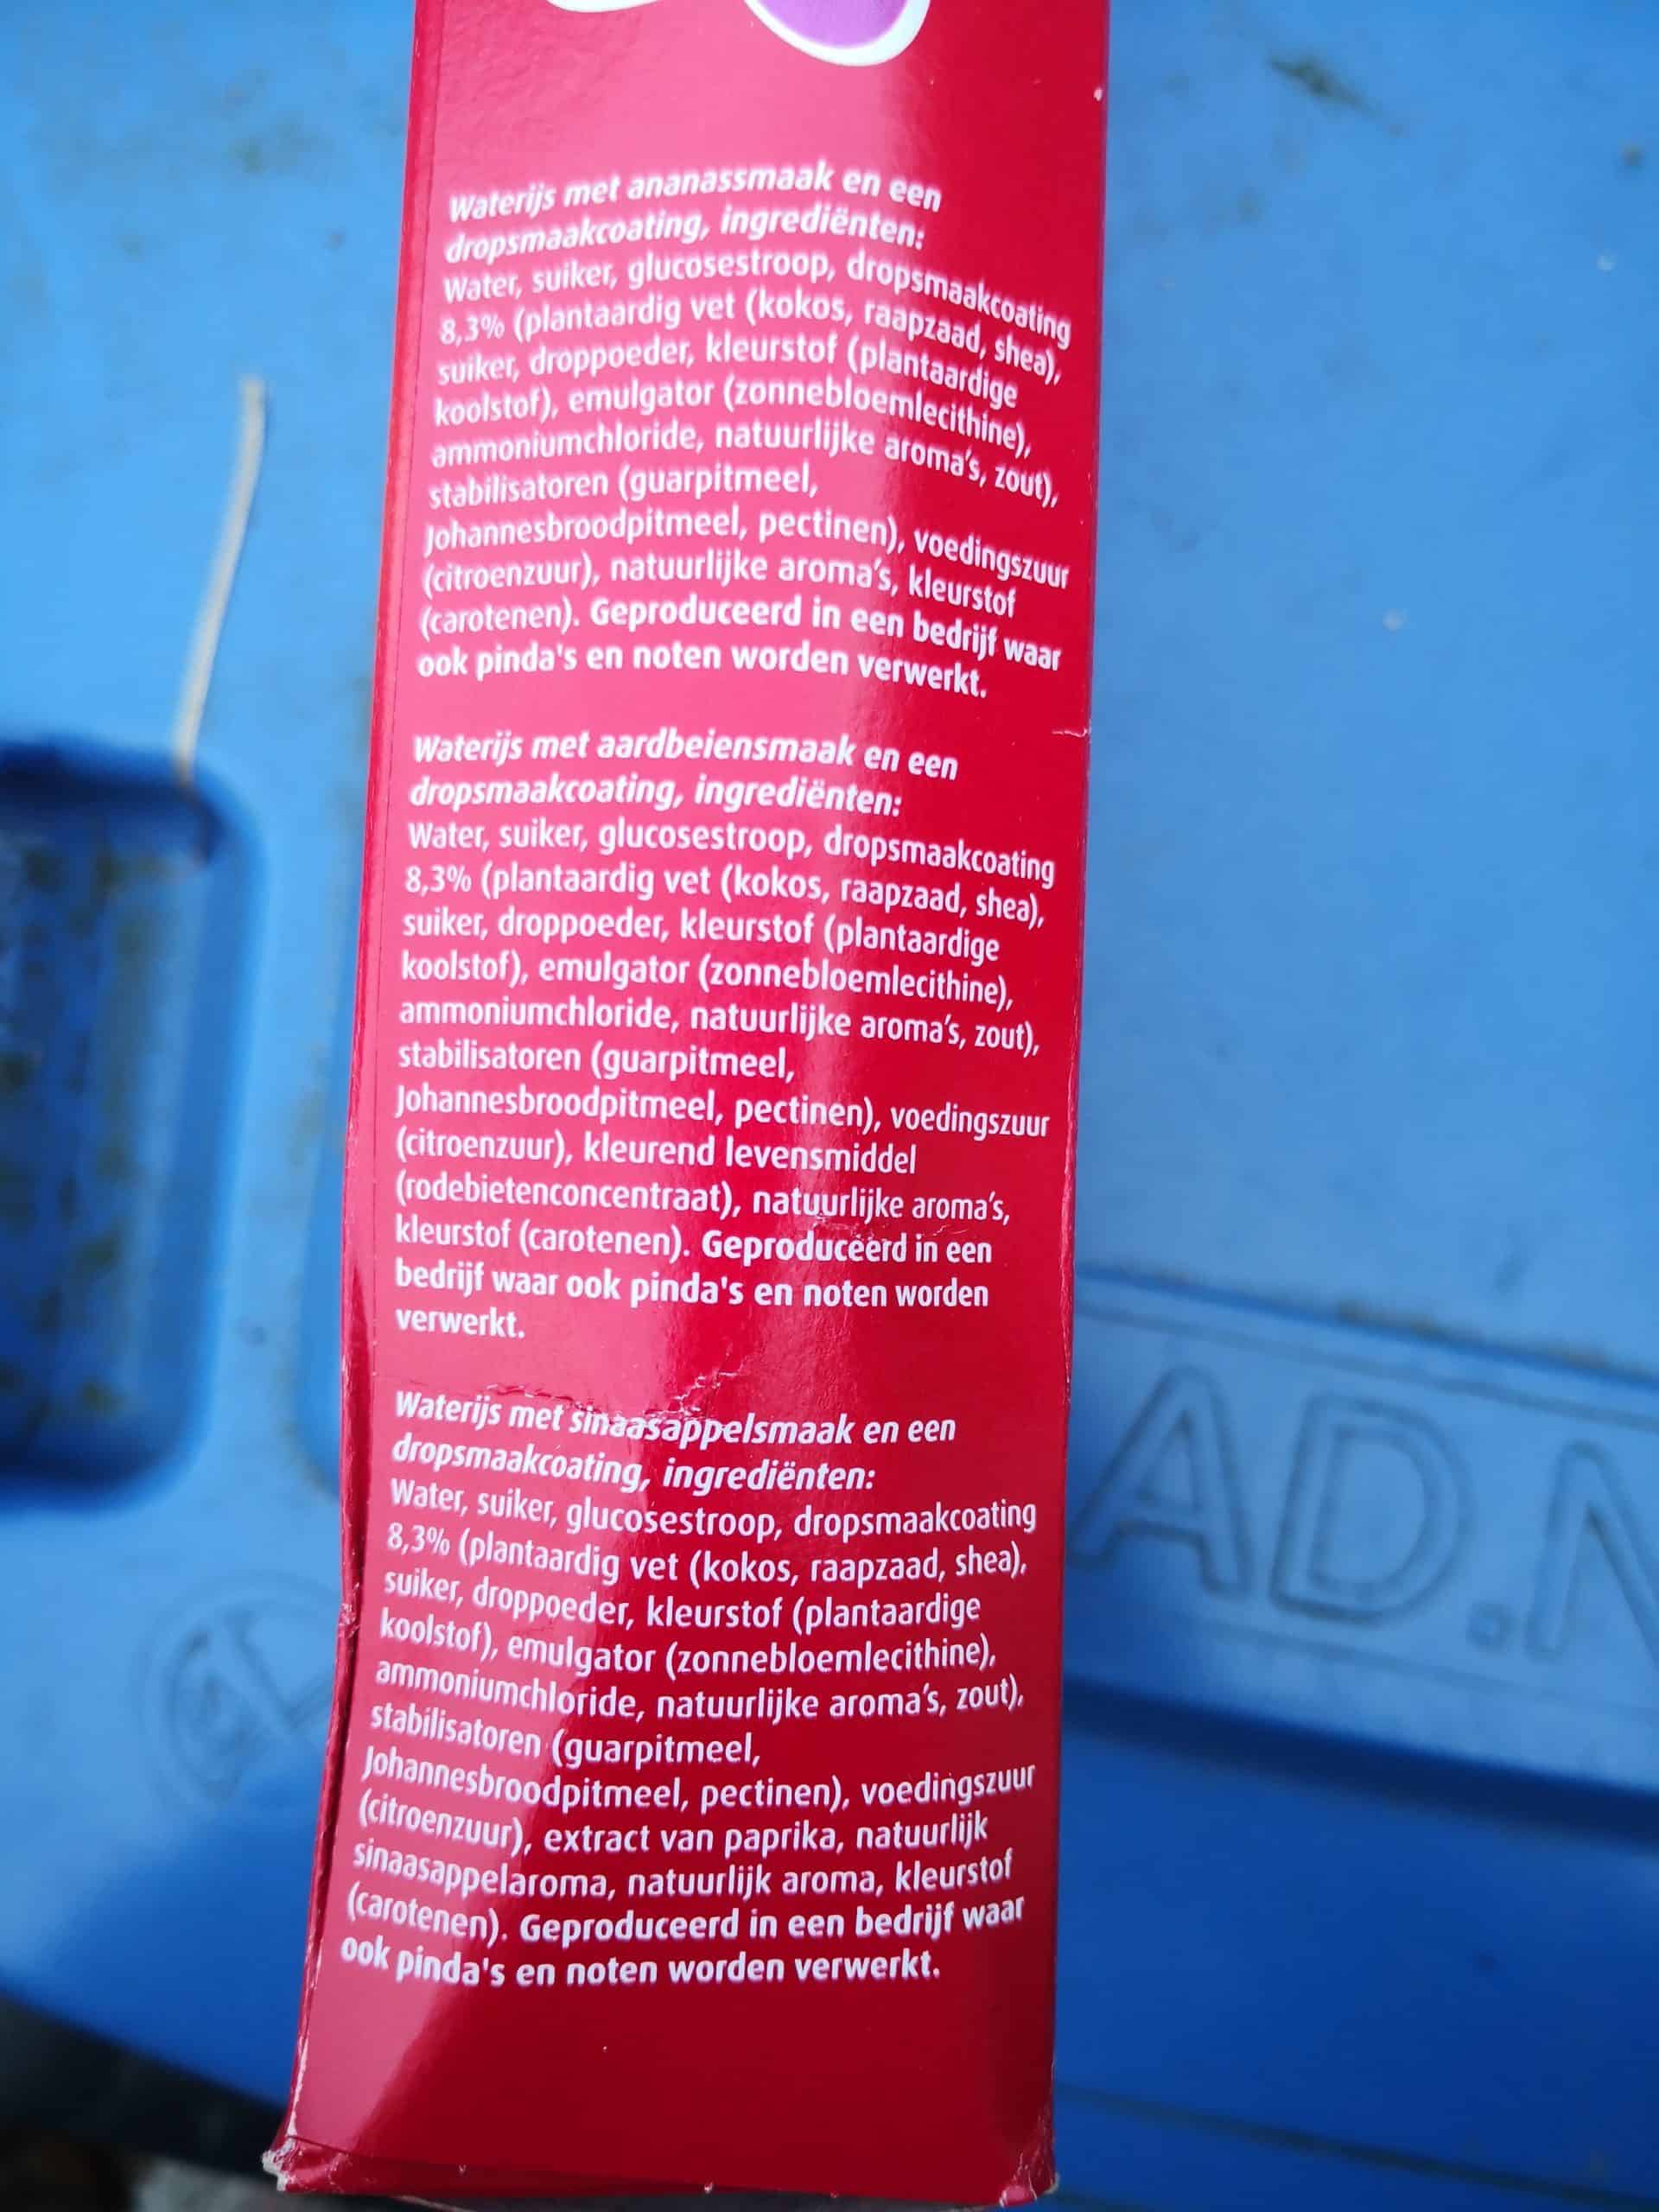 Waterijs met ananassmaak en een
dropsmaakcoating, ingrediënten:
Water, suiker, glucosestroop, dropsmaakcoating
8,3% (plantaardig vet (kokos, raapzaad, shea),
suiker, droppoeder, kleurstof (plantaardige
koolstof), emulgator (zonnebloemlecithine),
ammoniumchloride, natuurlijke aroma's, zout),
stabilisatoren (guarpitmeel,
Johannesbroodpitmeel, pectinen), voedingszuur
(citroenzuur), natuurlijke aroma's, kleurstof
(carotenen). Geproduceerd in een bedrijf waar
ook pinda's en noten worden verwerkt.
Waterijs met aardbeiensmaak en een
dropsmaakcoating, ingrediënten:
Water, suiker, glucosestroop, dropsmaakcoating
8,3% (plantaardig vet (kokos, raapzaad, shea),
suiker, droppoeder, kleurstof (plantaardige
koolstof), emulgator (zonnebloemlecithine),
ammoniumchloride, natuurlijke aroma's, zout),
stabilisatoren (guarpitmeel,
Johannesbroodpitmeel, pectinen), voedingszuur
(citroenzuur), kleurend levensmiddel
(rodebietenconcentraat), natuurlijke aroma's,
kleurstof (carotenen). Geproduceerd in een
bedrijf waar ook pinda's en noten worden
verwerkt.
Waterijs met sinaasappelsmaak en een
dropsmaakcoating, ingrediënten:
Water, suiker, glucosestroop, dropsmaakcoating
8,3% (plantaardig vet (kokos, raapzaad, shea),
suiker, droppoeder, kleurstof (plantaardige
koolstof), emulgator (zonnebloemlecithine),
ammoniumchloride, natuurlijke aroma's, zout),
stabilisatoren (guarpitmeel,
Johannesbroodpitmeel, pectinen), voedingszuur
(citroenzuur), extract van paprika, natuurlijk
sinaasappelaroma, natuurlijk aroma, kleurstof
(carotenen). Geproduceerd in een bedrijf waar
ook pinda's en noten worden verwerkt.
AD.N